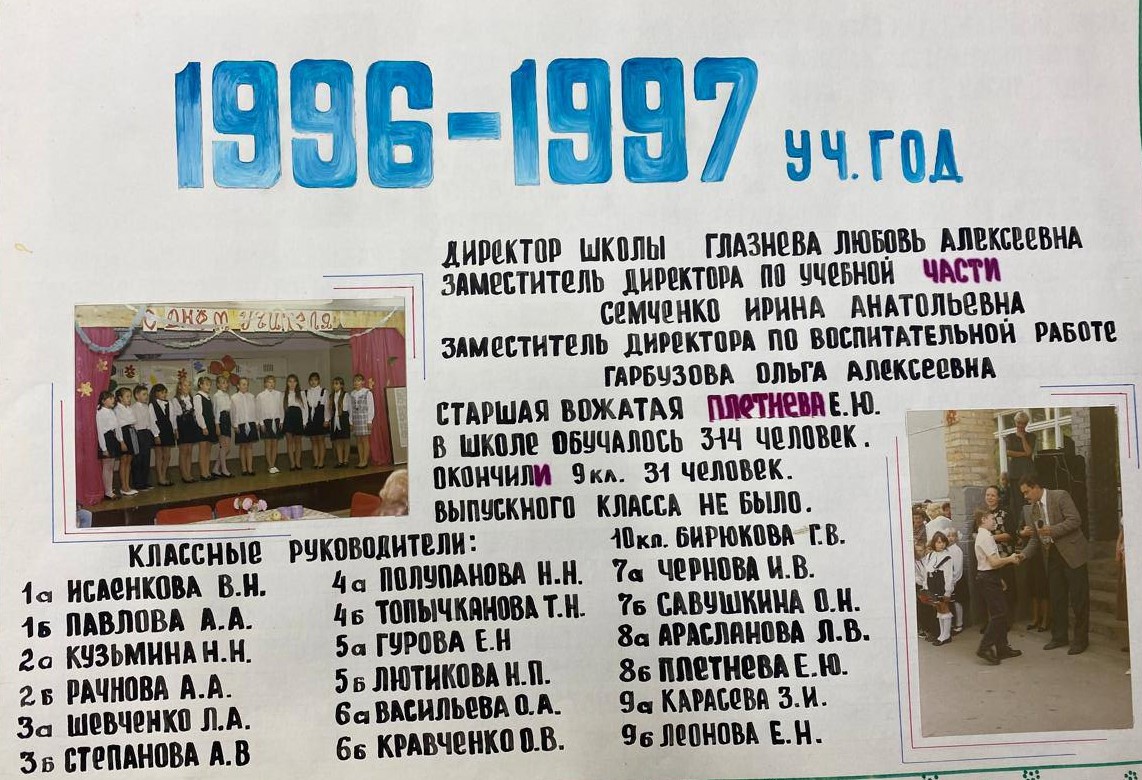 1996-1997 уч. год
Директор школы Глазнева Любовь Алексеевна
Заместитель директора по учебной части
Семченко Ирина Анатольевна
Заместитель директора по воспитательной работе
Гарбузова Ольга Алексеевна
Старшая вожатая Плетнева Е.Ю.
В школе обучалось 314 человек.
Окончили 9 кл. 31 человек.
Выпускного класса не было.
С Днём учителя
Классные руководители:
1а Исаенкова В.Н.
1б Павлова А.А.
2а Кузьмина Н.Н.
2б Рачнова А.А.
3а Шевченко Л.А.
3б Степанова А.В
4а Полупанова Н.Н.
4б Топычканова Т.Н.
5а Гурова Е.Н
5б Лютикова Н.П.
6а Васильева О.А.
6б Кравченко О.В.
10кл. Бирюкова Г.В.
7а Чернова И.В.
7б Савушкина О.Н.
8а Арасланова Л.В.
8б Плетнева Е.Ю.
9а Карасева З.И.
9б Леонова Е.Н.